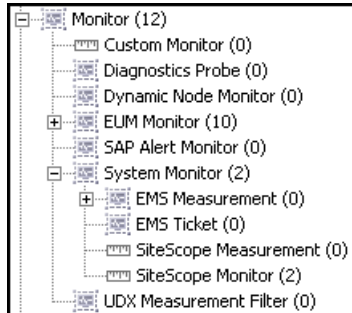 Monitor (12)
Custom Monitor (0)
Diagnostics Probe (0)
Dynamic Node Monitor (0)
EUM Monitor (10)
SAP Alert Monitor (0)
System Monitor (2)
EMS Measurement (0)
EMS Ticket (0)
SiteScope Measurement (0)
SiteScope Monitor (2)
UDX Measurement Filter (0)